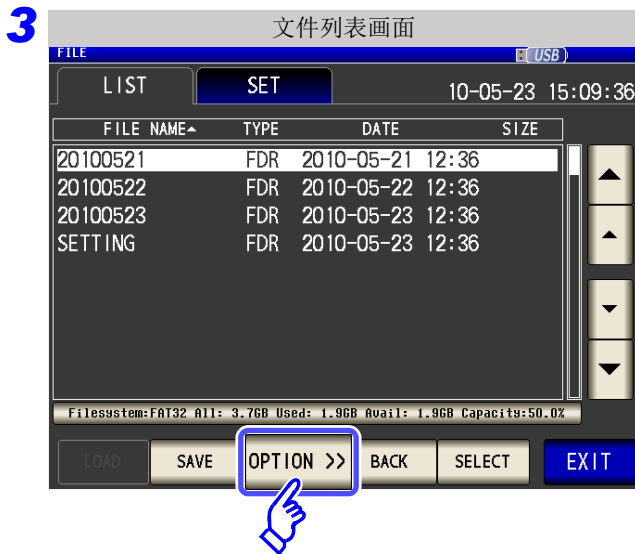 3
文件列表画面
FILE USB
LIST SET 10-05-23 15:09:36
FILE NAME▲ TYPE DATE SIZE
20100521 FDR 2010-05-21 12:36
20100522 FDR 2010-05-22 12:36
20100523 FDR 2010-05-23 12:36
SETTING FDR 2010-05-23 12:36
Filesystem:FAT32 All: 3.7GB Used: 1.9GB Avail: 1.9GB Capacity:50.0%
LOAD SAVE OPTION >> BACK SELECT EXIT